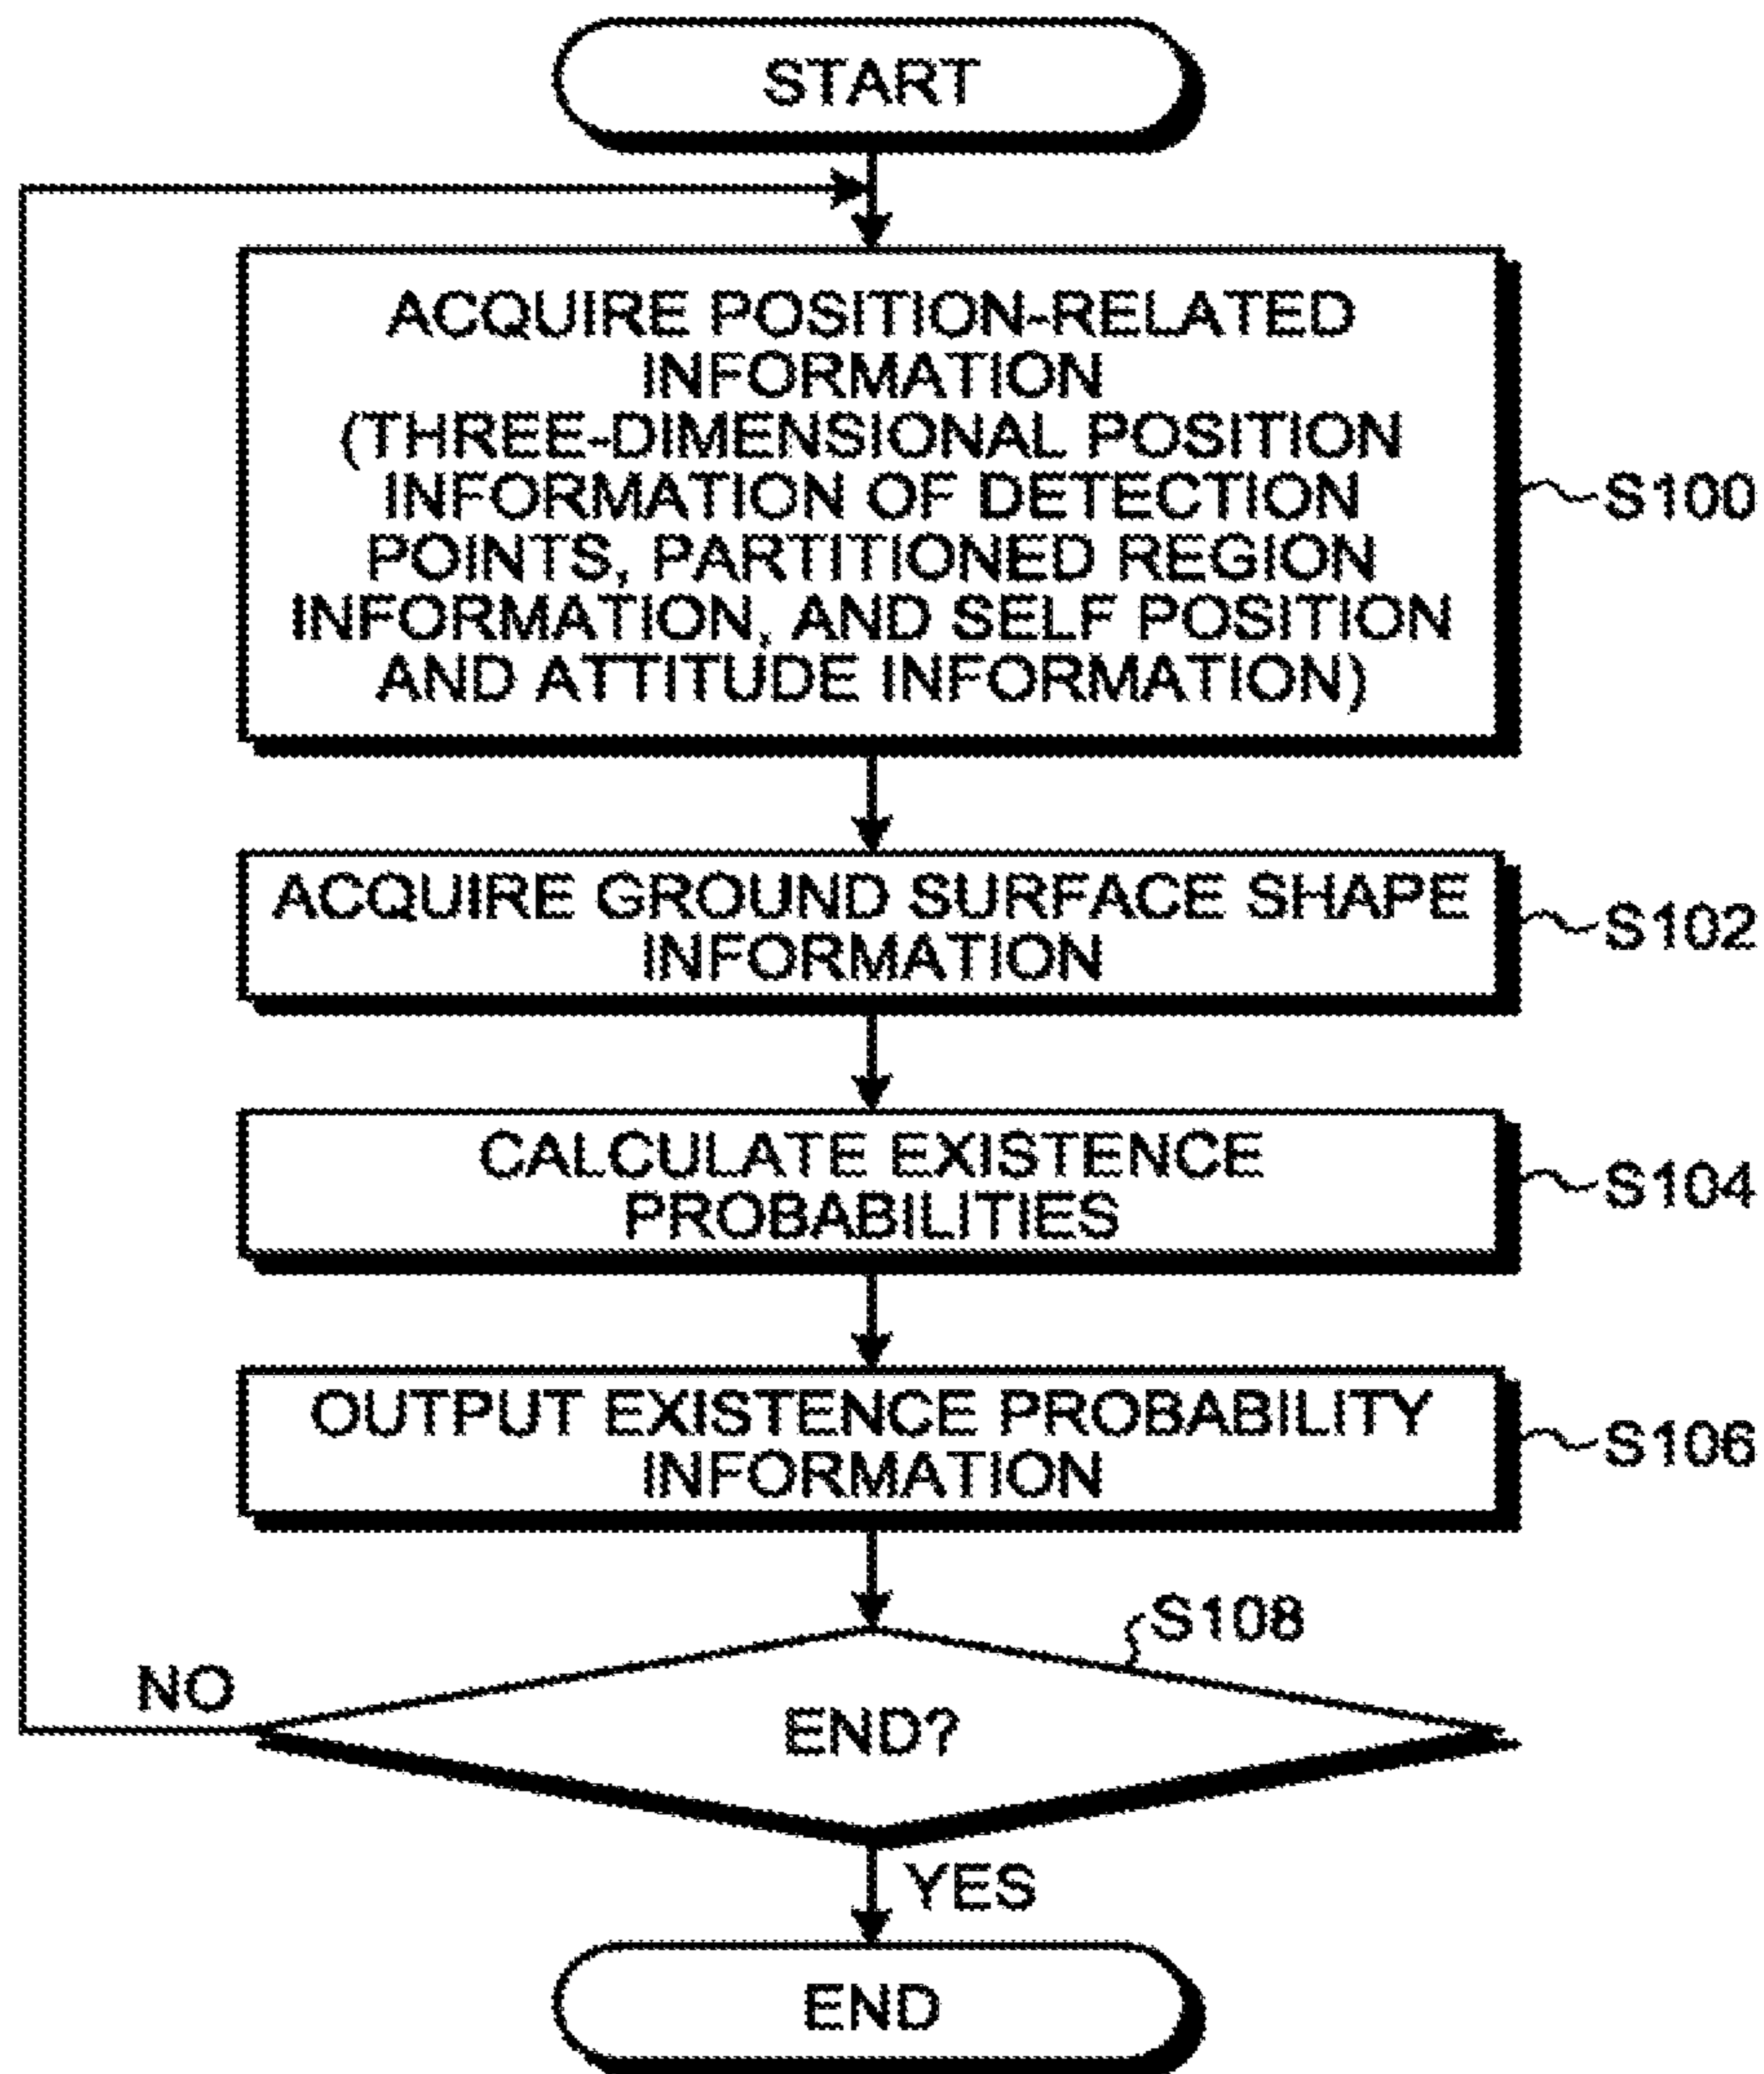 START
ACQUIRE POSITION-RELATED
INFORMATION
(THREE-DIMENSIONAL POSITION
INFORMATION OF DETECTION
POINTS, PARTITIONED REGION
INFORMATION, AND SELF POSITION
AND ATTITUDE INFORMATION)
S100
ACQUIRE GROUND SURFACE SHAPE
INFORMATION
S102
CALCULATE EXISTENCE
PROBABILITIES
S104
OUTPUT EXISTENCE PROBABILITY
INFORMATION
S106
S108
NO
END?
YES
END